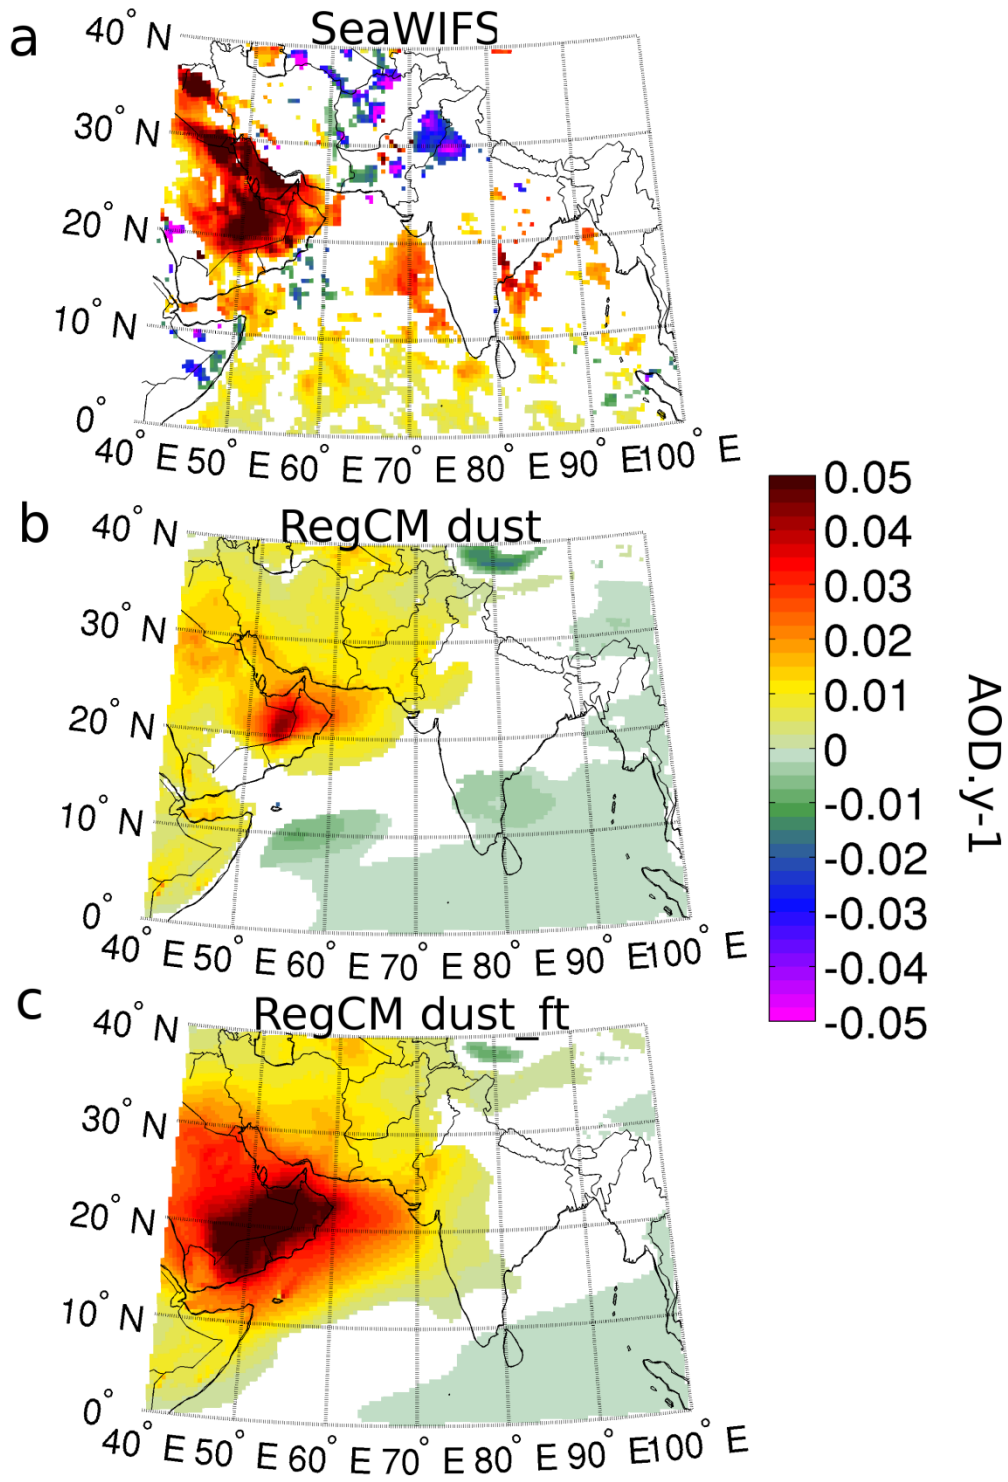 a
SeaWIFS
40° N
30° N
20° N
10° N
0°
40° E 50° E 60° E 70° E 80° E 90° E 100° E
b
RegCM dust
40° N
30° N
20° N
10° N
0°
40° E 50° E 60° E 70° E 80° E 90° E 100° E
c
RegCM dust_ft
40° N
30° N
20° N
10° N
0°
40° E 50° E 60° E 70° E 80° E 90° E 100° E
0.05
0.04
0.03
0.02
0.01
0
-0.01
-0.02
-0.03
-0.04
-0.05
AOD.y-1